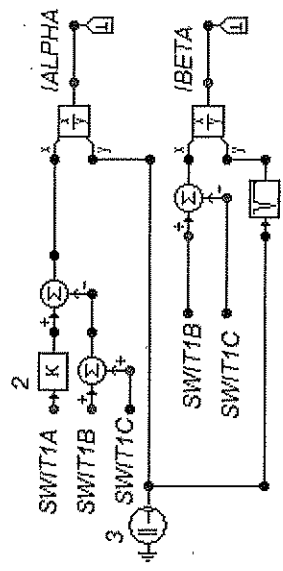 2
SWIT1A
K
+
Σ
-
x
x/y
y
IALPHA
SWIT1B
+
Σ
+
SWIT1C
3
SWIT1B
+
Σ
-
x
x/y
y
IBETA
SWIT1C